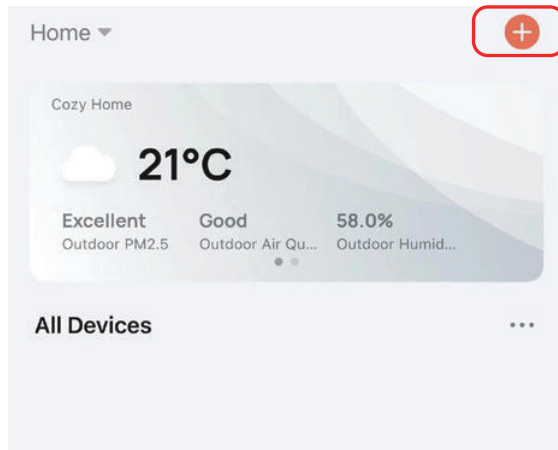 Home
Cozy Home
21°C
Excellent Good 58.0%
Outdoor PM2.5 Outdoor Air Qu... Outdoor Humid...
All Devices